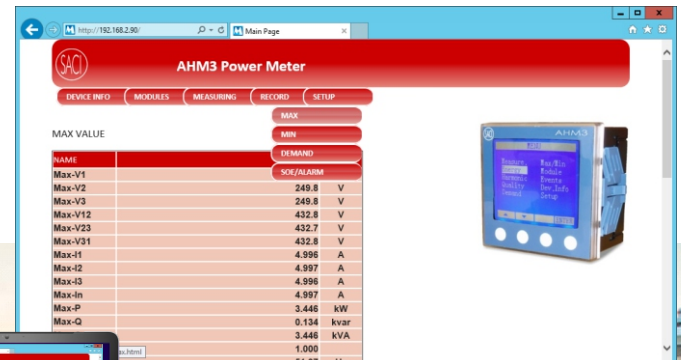 http://192.168.2.90/
Main Page
SACI
AHM3 Power Meter
DEVICE INFO MODULES MEASURING RECORD SETUP
MAX
MIN
DEMAND
SOE/ALARM
MAX VALUE
NAME
Max-V1
Max-V2 249.8 V
Max-V3 249.8 V
Max-V12 432.8 V
Max-V23 432.7 V
Max-V31 432.8 V
Max-I1 4.996 A
Max-I2 4.997 A
Max-I3 4.996 A
Max-In 4.997 A
Max-P 3.446 kW
Max-Q 0.134 kvar
3.446 kVA
1.000
AHM3
Measure Max/Min
Energy Module
Harmonic Events
Quality Dev.Info
Demand Setup
ENTER